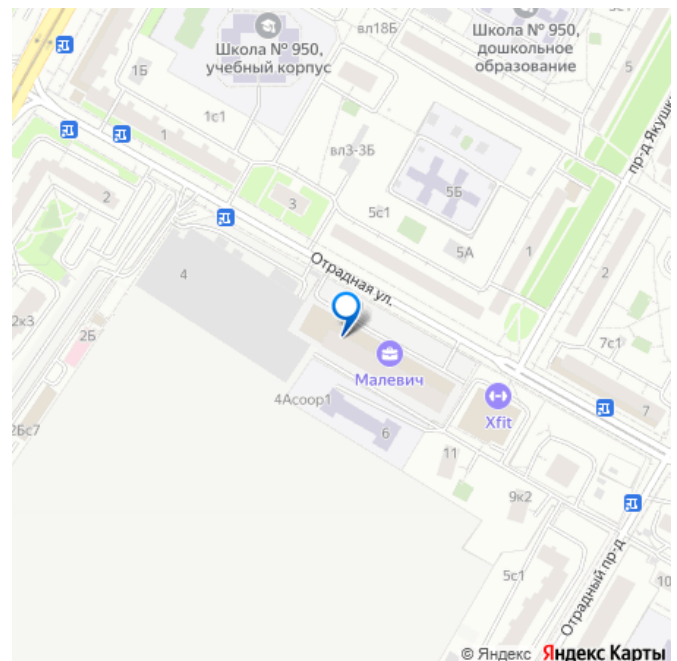 5с1
Школа № 950,
учебный корпус
вл18Б
Школа № 950,
дошкольное
образование
1Б
5
1с1
1
вл3-3Б
пр-д Якушк
2
3
5с1
5Б
5А
1
4
Отрадная ул.
2
2к3
2Б
7с1
Малевич
4Асоор1
Xfit
7
6
2Бс7
11
9к2
5с1
Отрадный пр-д
10
© Яндекс Яндекс Карты